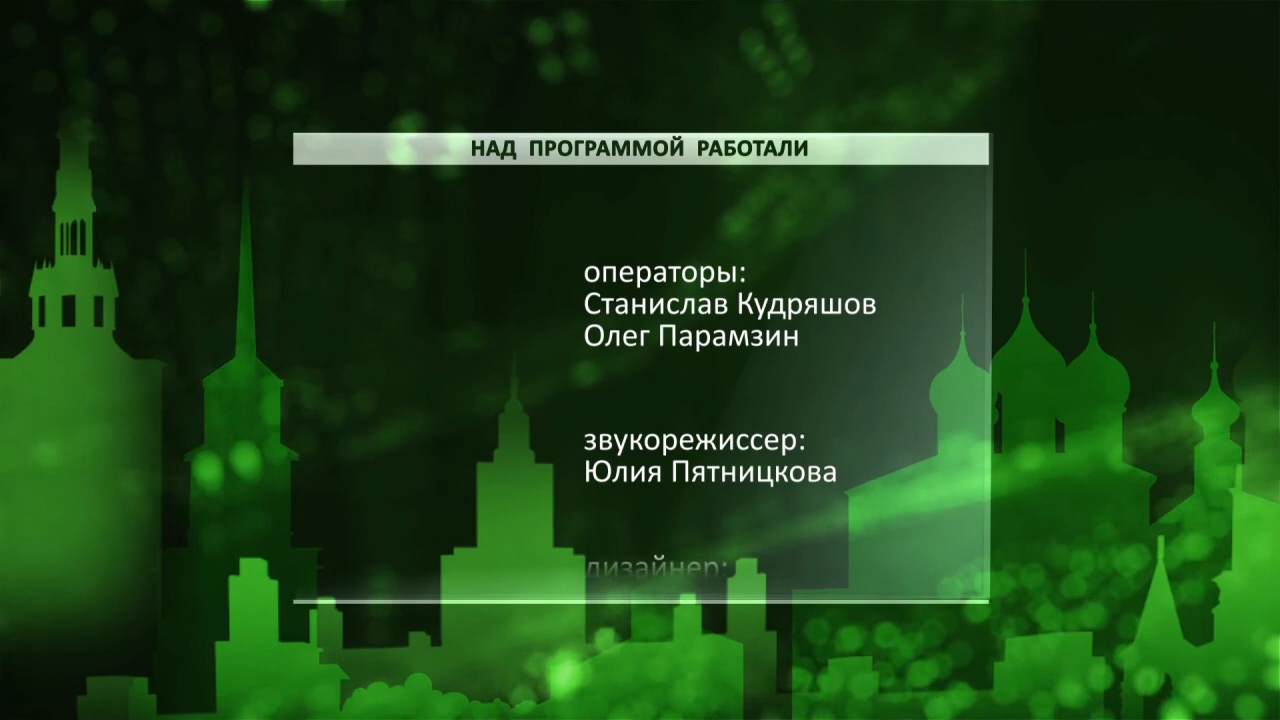 НАД ПРОГРАММОЙ РАБОТАЛИ
операторы:
Станислав Кудряшов
Олег Парамзин
звукорежиссер:
Юлия Пятницкова
дизайнер: